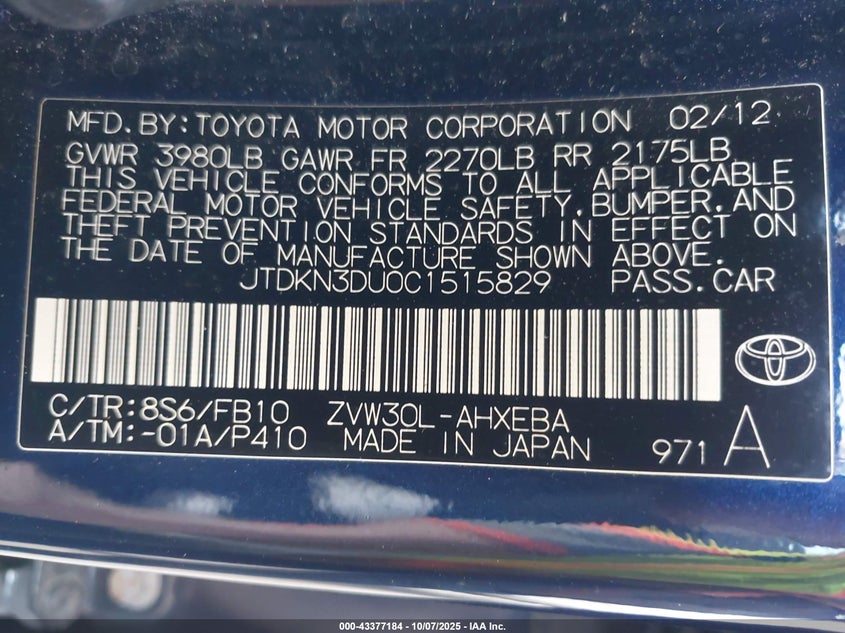 MFD.BY:TOYOTA MOTOR CORPORATION 02/12
GVWR 3980LB GAWR FR 2270LB RR 2175LB
THIS VEHICLE CONFORMS TO ALL APPLICABLE
FEDERAL MOTOR VEHICLE SAFETY,BUMPER,AND
THEFT PREVENTION STANDARDS IN EFFECT ON
THE DATE OF MANUFACTURE SHOWN ABOVE.
JTDKN3DU0C1515829 PASS.CAR
C/TR:8S6/FB10 ZVW30L-AHXEBA
A/TM:-01A/P410 MADE IN JAPAN 971 A
000-43377184 - 10/07/2025 - IAA Inc.